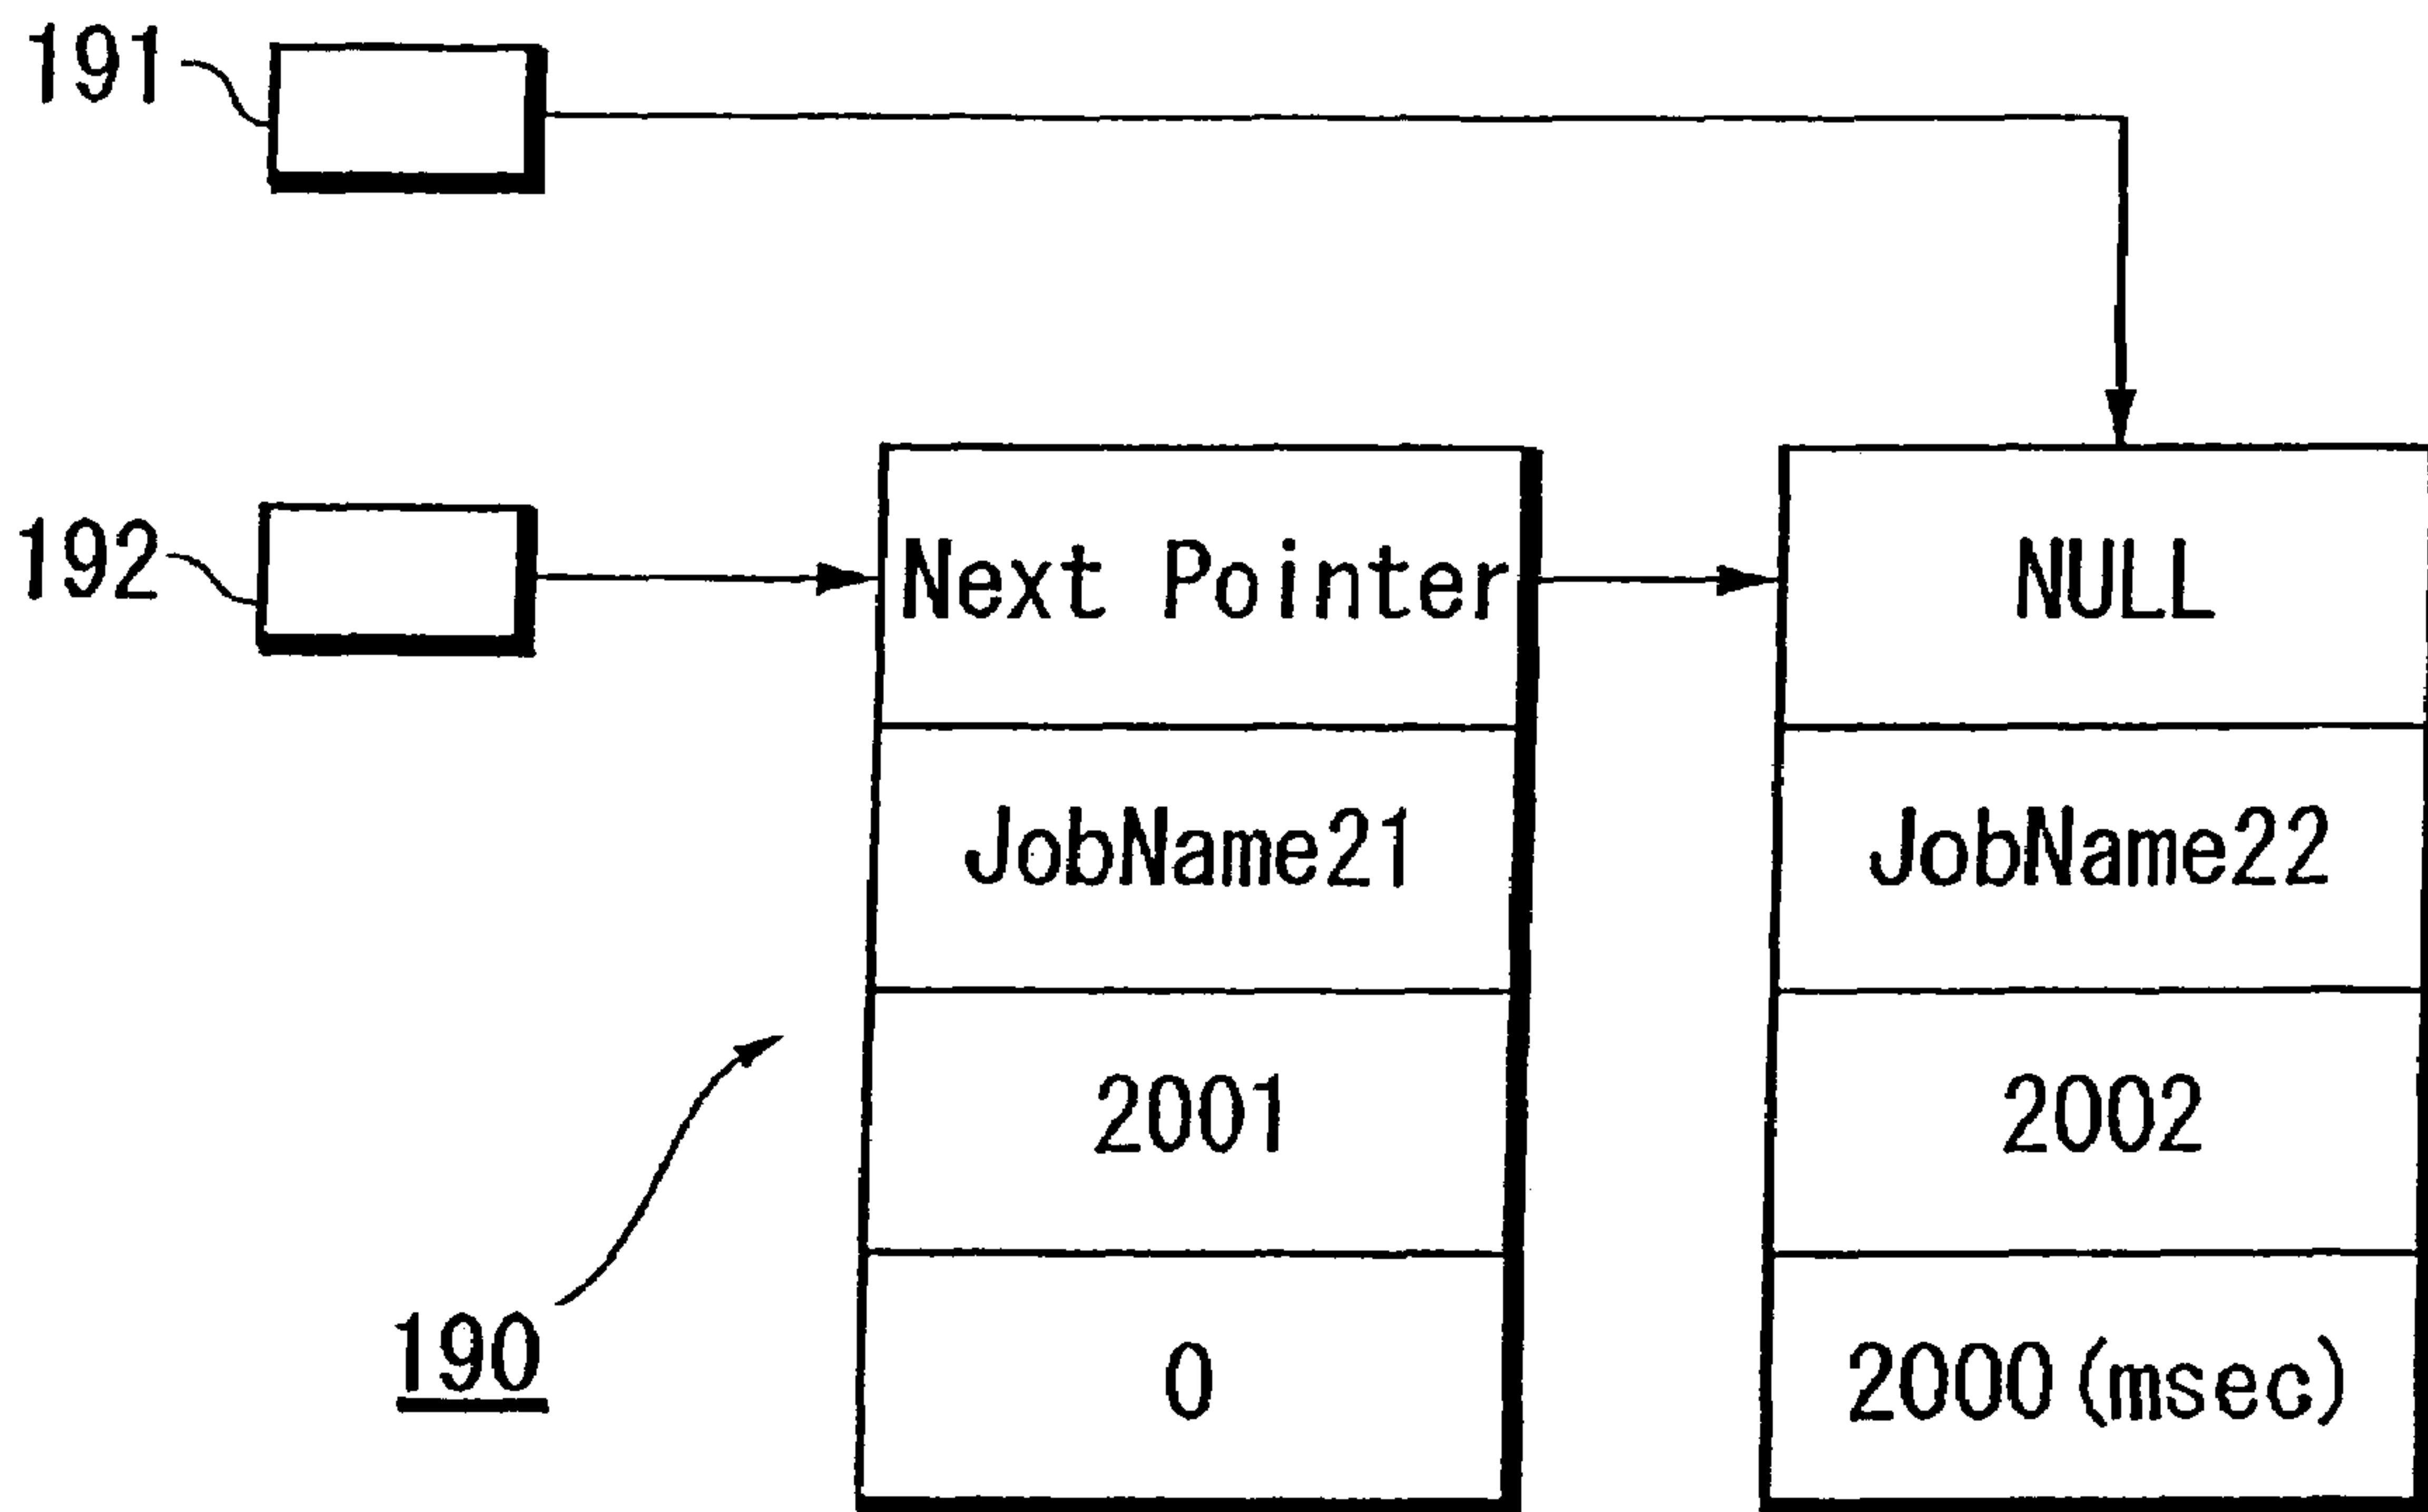 191
192
Next Pointer
NULL
JobName21
JobName22
2001
2002
190
0
2000(msec)